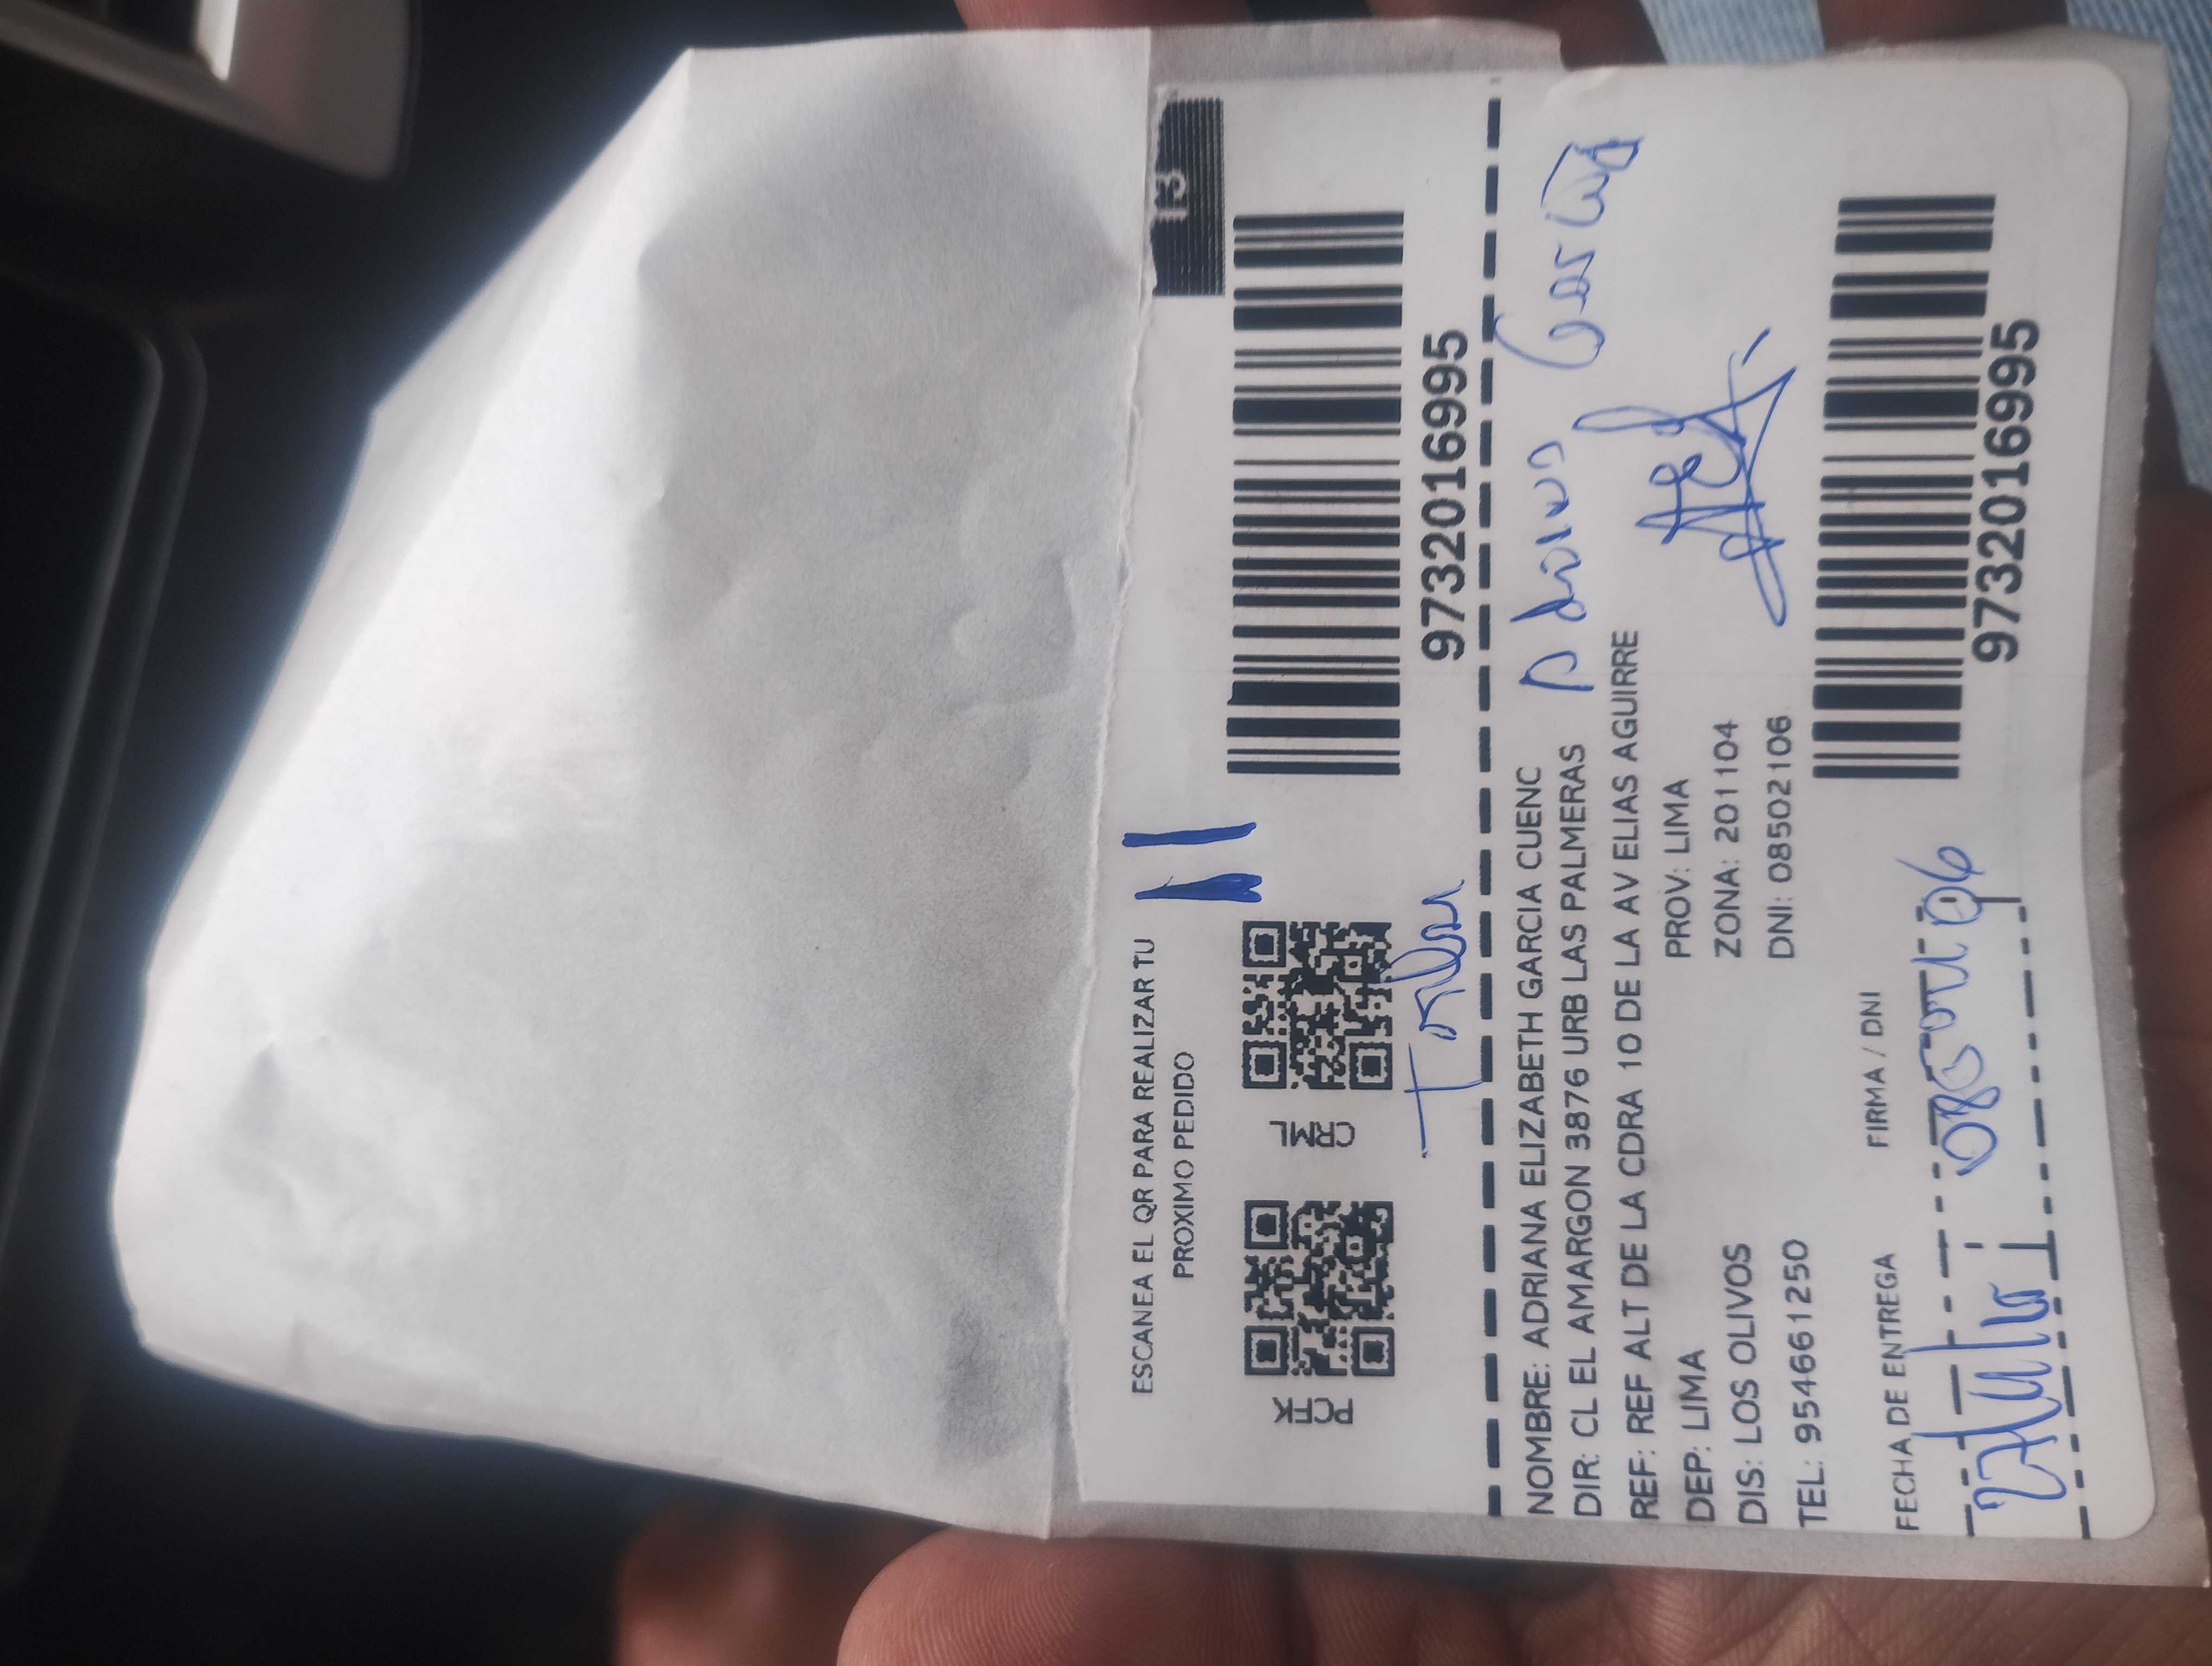 13
ESCANEA EL QR PARA REALIZAR TU
PROXIMO PEDIDO
PCFK
CRML
9732016995
NOMBRE: ADRIANA ELIZABETH GARCIA CUENC
DIR: CL EL AMARGON 3876 URB LAS PALMERAS
REF: REF ALT DE LA CDRA 10 DE LA AV ELIAS AGUIRRE
DEP: LIMA PROV: LIMA
DIS: LOS OLIVOS ZONA: 201104
TEL: 954661250 DNI: 08502106
Adriana Garcia
FECHA DE ENTREGA FIRMA / DNI
08502106
9732016995